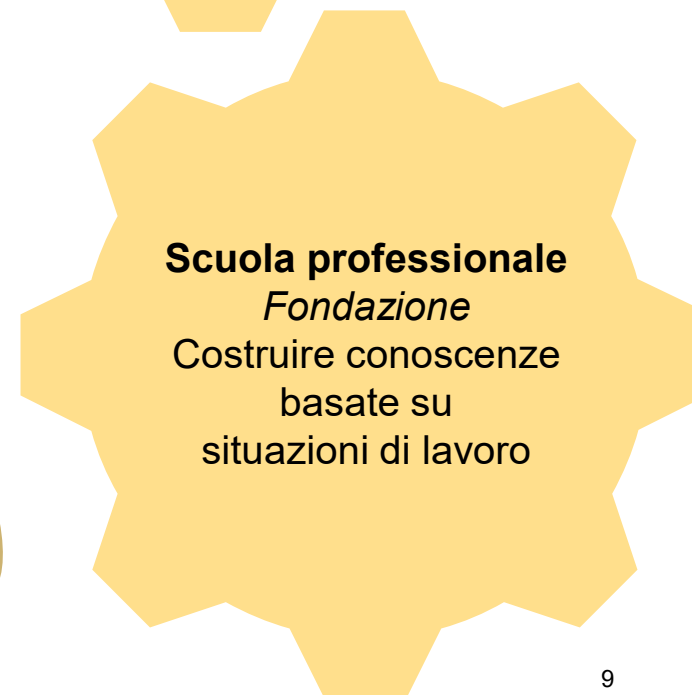 Scuola professionale
Fondazione
Costruire conoscenze
basate su
situazioni di lavoro
9